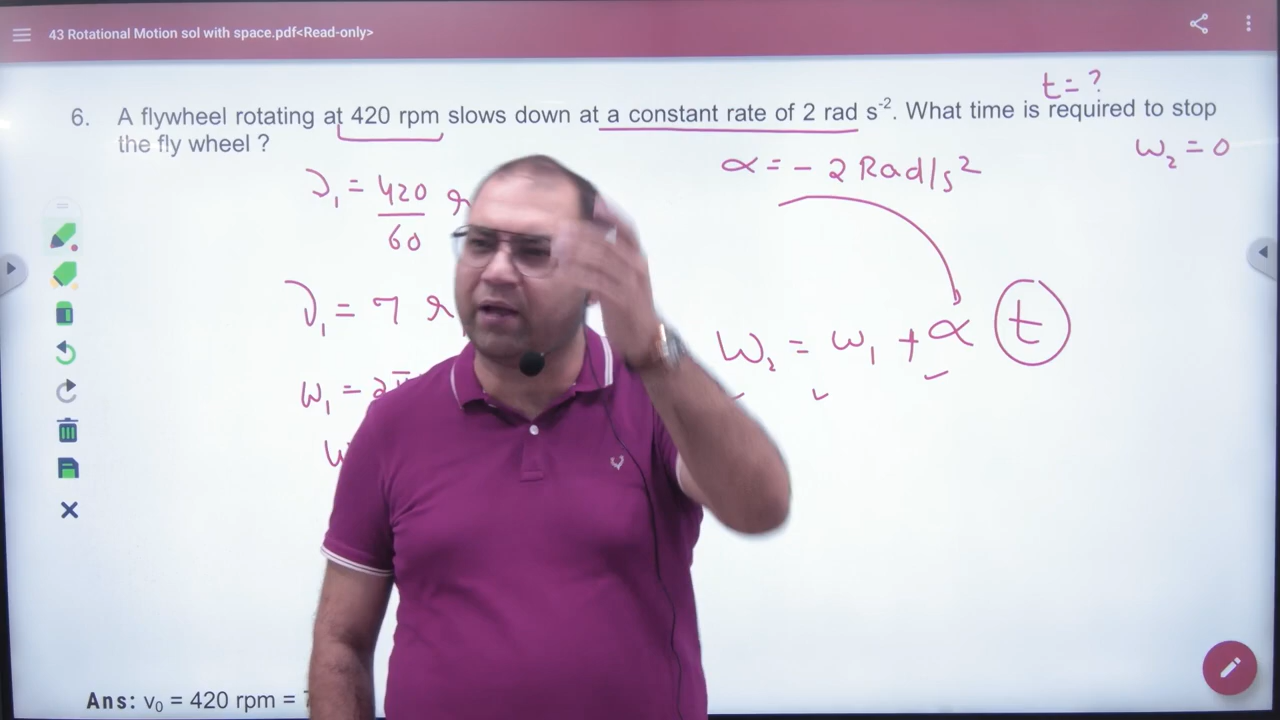 43 Rotational Motion sol with space.pdf<Read-only>
t = ?
6. A flywheel rotating at 420 rpm slows down at a constant rate of 2 rad s⁻². What time is required to stop
the fly wheel ?
ω₂ = 0
α = - 2 Rad/s²
ν₁ = 420/60
ν₁ = 7
ω₂ = ω₁ + α t
ω₁ = 2π
Ans: ν₀ = 420 rpm =